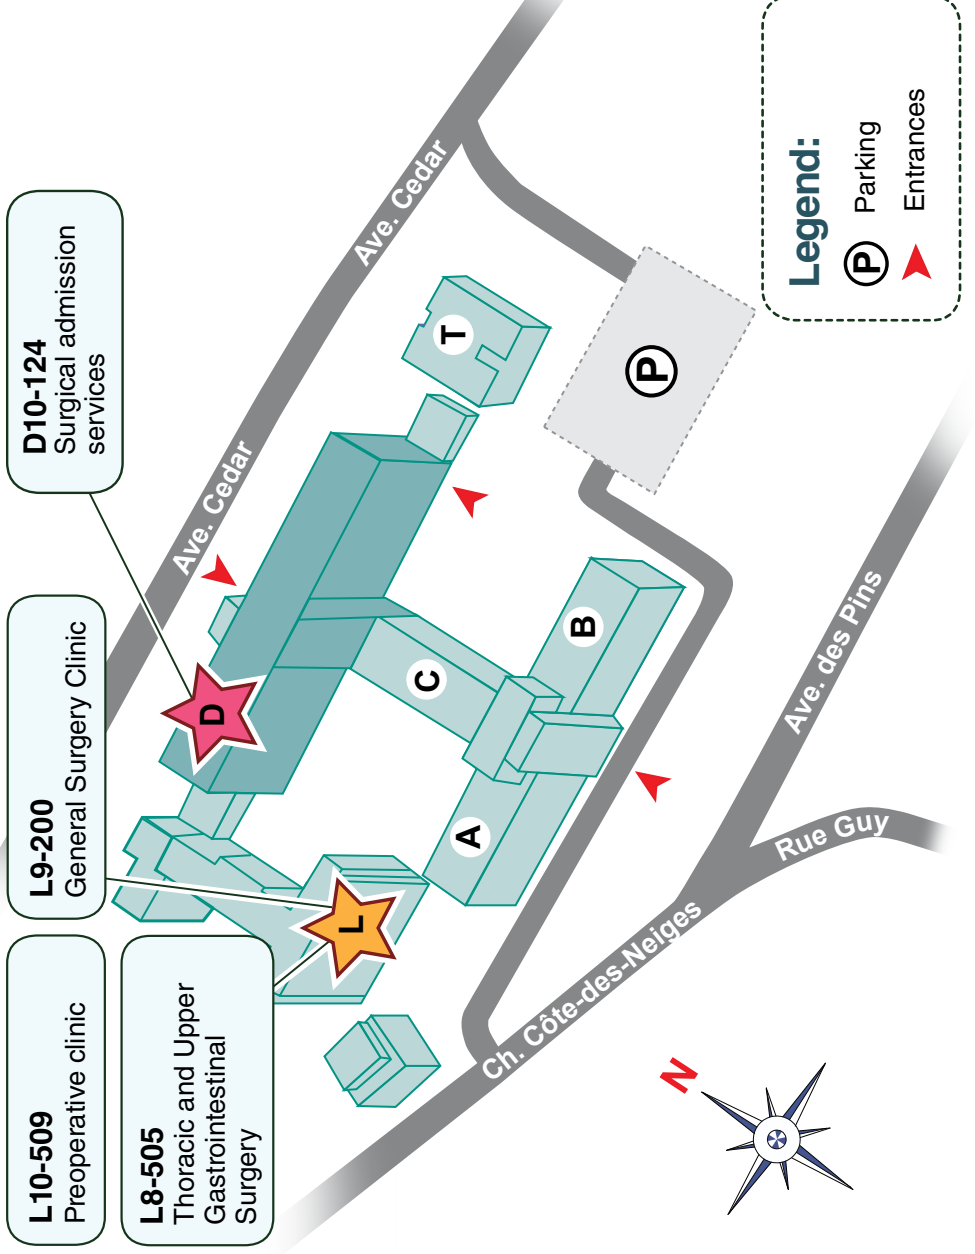 L10-509
Preoperative clinic
L8-505
Thoracic and Upper
Gastrointestinal
Surgery
L9-200
General Surgery Clinic
D10-124
Surgical admission
services
Ave. Cedar
Ave. Cedar
D
L
C
T
A
B
P
Ch. Côte-des-Neiges
Rue Guy
Ave. des Pins
N
Legend:
P Parking
Entrances